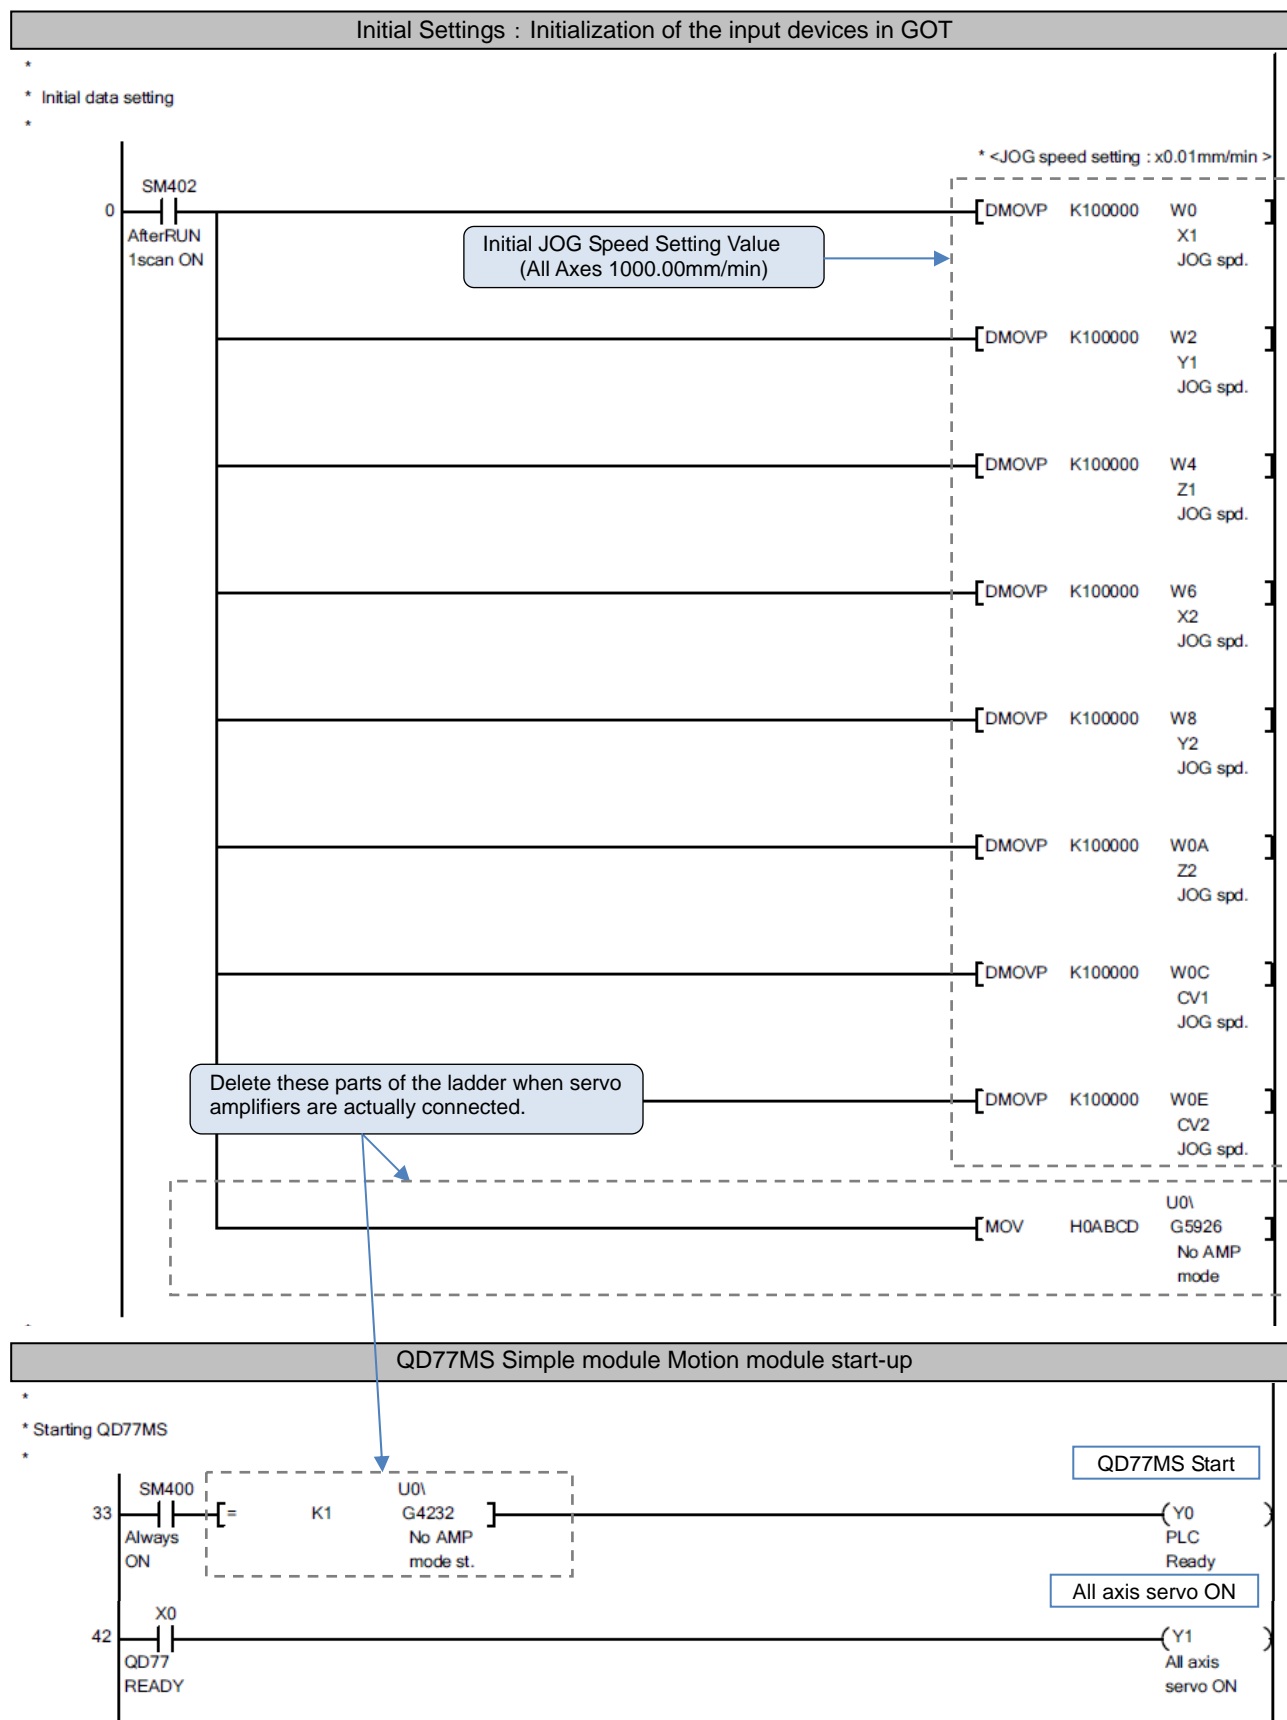 Initial Settings：Initialization of the input devices in GOT
*
* Initial data setting
*
* <JOG speed setting : x0.01mm/min >
SM402
0
AfterRUN
1scan ON
DMOVP K100000 W0
X1
JOG spd.
Initial JOG Speed Setting Value
(All Axes 1000.00mm/min)
DMOVP K100000 W2
Y1
JOG spd.
DMOVP K100000 W4
Z1
JOG spd.
DMOVP K100000 W6
X2
JOG spd.
DMOVP K100000 W8
Y2
JOG spd.
DMOVP K100000 W0A
Z2
JOG spd.
DMOVP K100000 W0C
CV1
JOG spd.
Delete these parts of the ladder when servo
amplifiers are actually connected.
DMOVP K100000 W0E
CV2
JOG spd.
U0\
MOV H0ABCD G5926
No AMP
mode
QD77MS Simple module Motion module start-up
*
* Starting QD77MS
*
QD77MS Start
SM400
33
Always
ON
U0\
= K1 G4232
No AMP
mode st.
Y0
PLC
Ready
All axis servo ON
X0
42
QD77
READY
Y1
All axis
servo ON